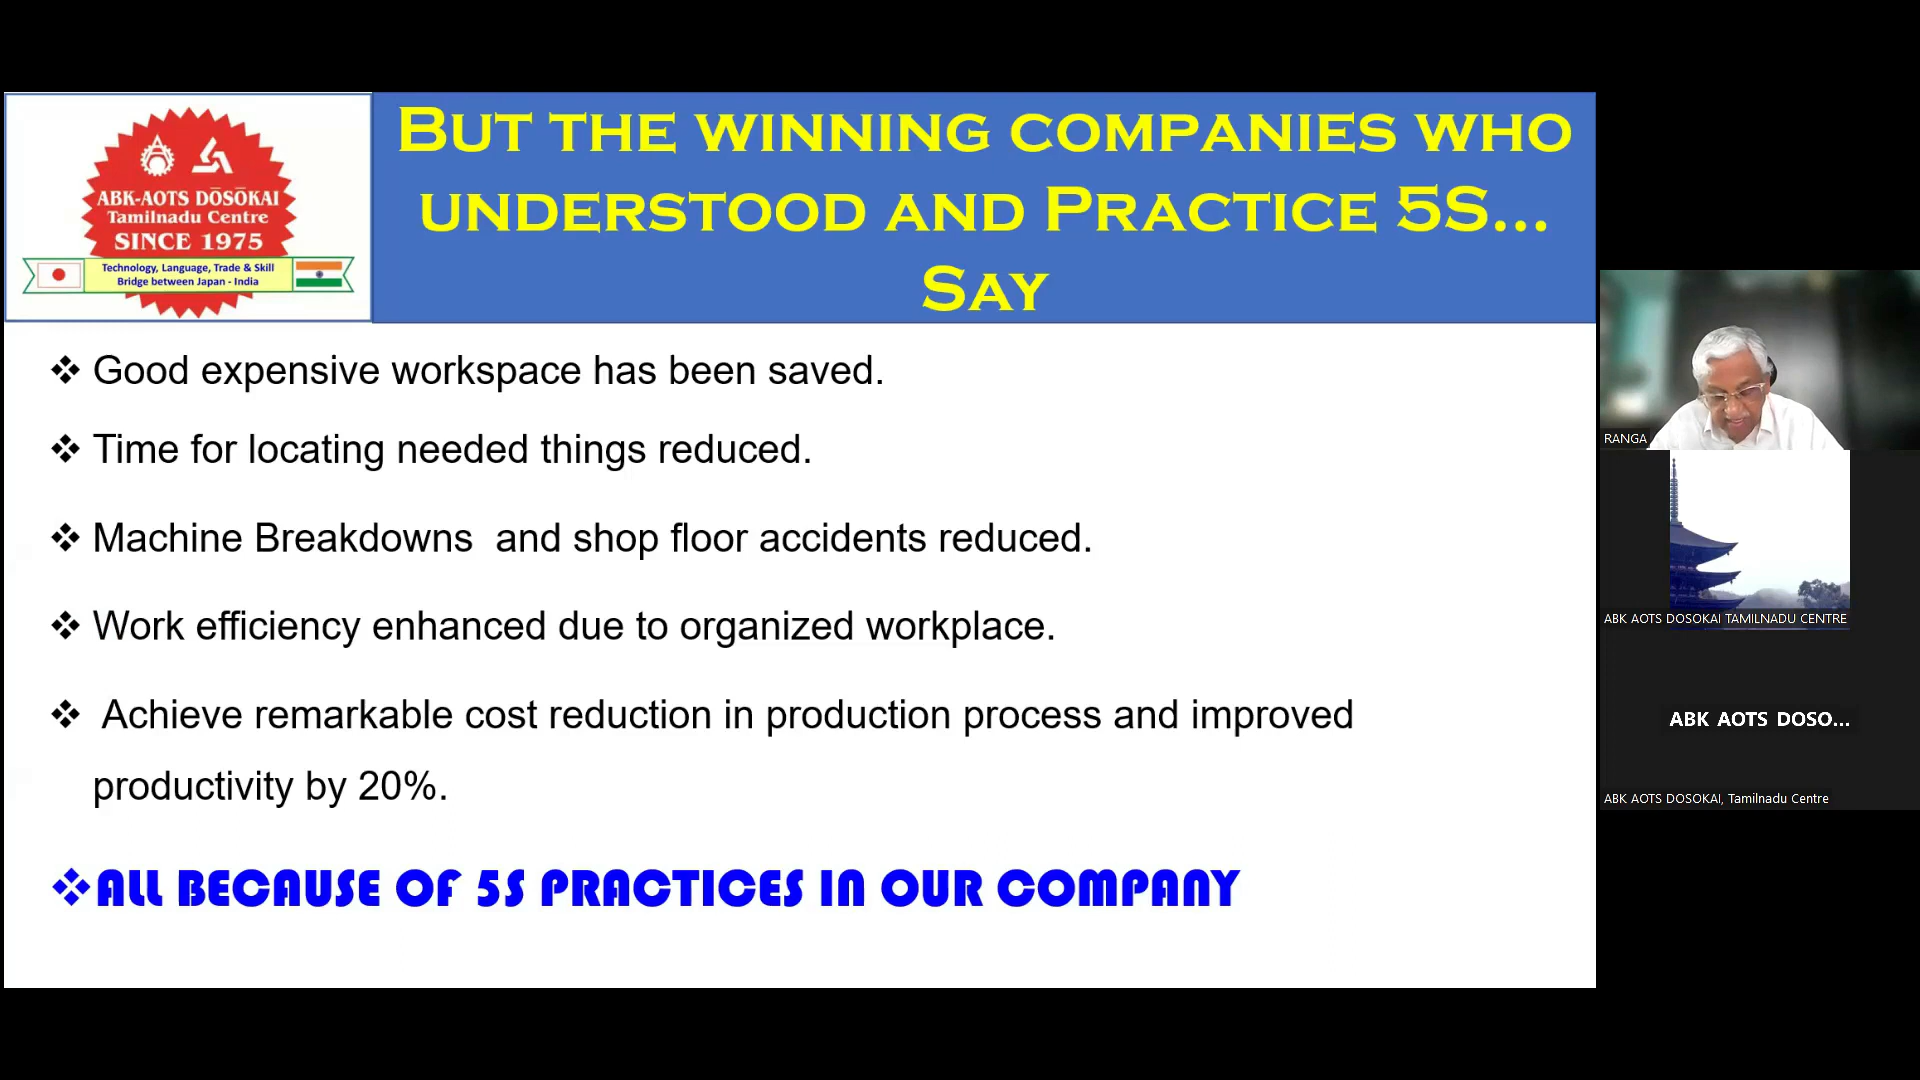 ABK-AOTS DŌSŌKAI
Tamilnadu Centre
SINCE 1975
Technology, Language, Trade & Skill
Bridge between Japan - India
BUT THE WINNING COMPANIES WHO
UNDERSTOOD AND PRACTICE 5S...
SAY
❖ Good expensive workspace has been saved.
❖ Time for locating needed things reduced.
❖ Machine Breakdowns and shop floor accidents reduced.
❖ Work efficiency enhanced due to organized workplace.
❖ Achieve remarkable cost reduction in production process and improved
productivity by 20%.
❖ALL BECAUSE OF 5S PRACTICES IN OUR COMPANY
RANGA
ABK AOTS DOSOKAI TAMILNADU CENTRE
ABK AOTS DOSO...
ABK AOTS DOSOKAI, Tamilnadu Centre